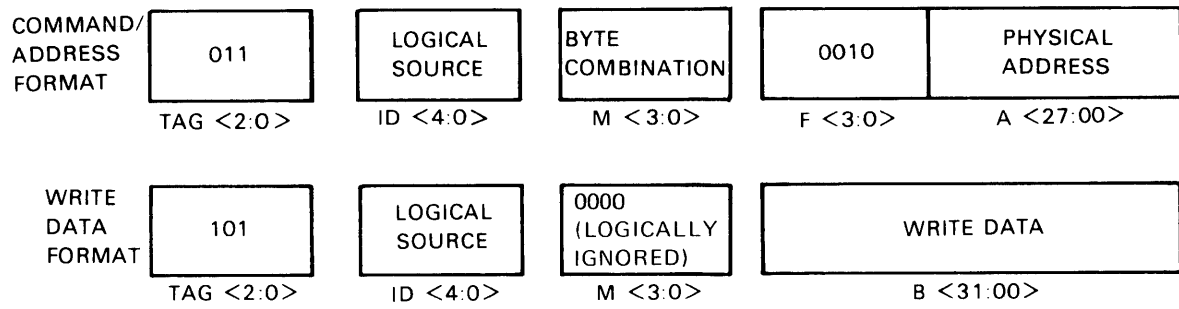 COMMAND/
ADDRESS
FORMAT
011
LOGICAL
SOURCE
BYTE
COMBINATION
0010
PHYSICAL
ADDRESS
TAG <2:0>
ID <4:0>
M <3:0>
F <3:0>
A <27:00>
WRITE
DATA
FORMAT
101
LOGICAL
SOURCE
0000
(LOGICALLY
IGNORED)
WRITE DATA
TAG <2:0>
ID <4:0>
M <3:0>
B <31:00>